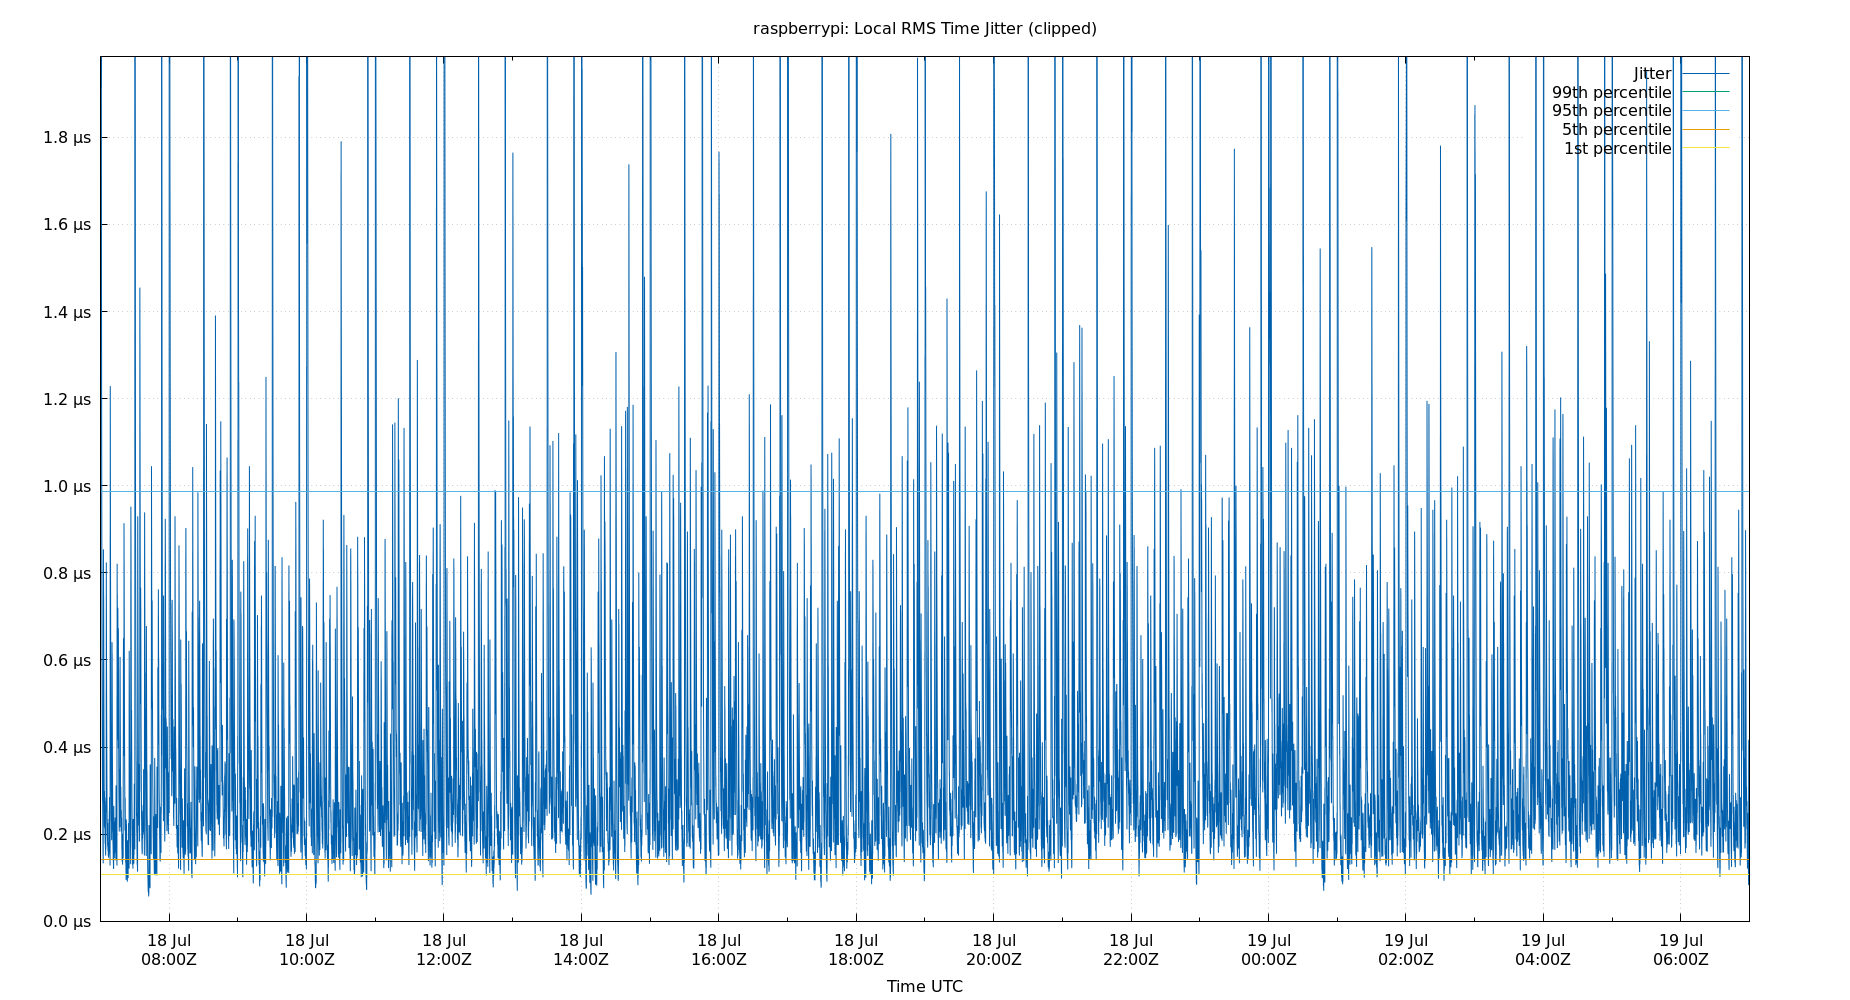 raspberrypi: Local RMS Time Jitter (clipped)
Jitter
99th percentile
95th percentile
5th percentile
1st percentile
1.8 µs
1.6 µs
1.4 µs
1.2 µs
1.0 µs
0.8 µs
0.6 µs
0.4 µs
0.2 µs
0.0 µs
18 Jul 18 Jul 18 Jul 18 Jul 18 Jul 18 Jul 18 Jul 18 Jul 19 Jul 19 Jul 19 Jul 19 Jul
08:00Z 10:00Z 12:00Z 14:00Z 16:00Z 18:00Z 20:00Z 22:00Z 00:00Z 02:00Z 04:00Z 06:00Z
Time UTC